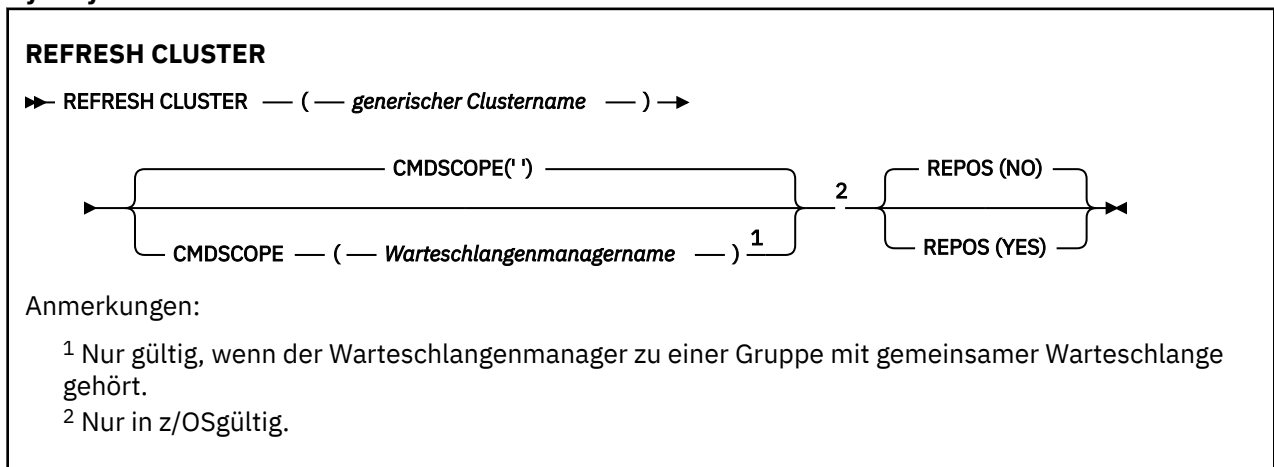 REFRESH CLUSTER
REFRESH CLUSTER — ( — generischer Clustername — )
CMDSCOPE(' ')
CMDSCOPE — ( — Warteschlangenmanagername — ) 1
2
REPOS (NO)
REPOS (YES)
Anmerkungen:
1 Nur gültig, wenn der Warteschlangenmanager zu einer Gruppe mit gemeinsamer Warteschlange
gehört.
2 Nur in z/OSgültig.